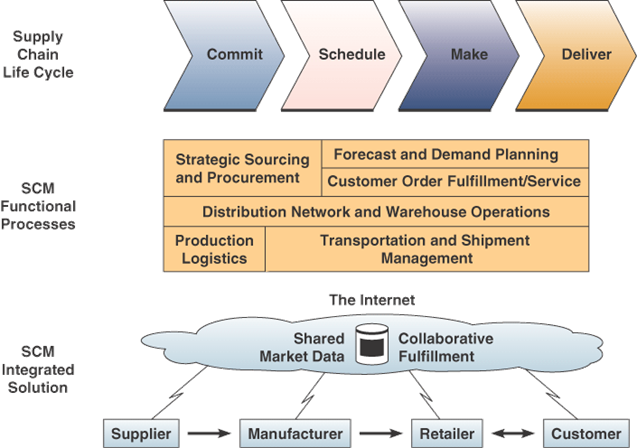 Supply
Chain
Life Cycle
Commit
Schedule
Make
Deliver
SCM
Functional
Processes
Strategic Sourcing
and Procurement
Forecast and Demand Planning
Customer Order Fulfillment/Service
Distribution Network and Warehouse Operations
Production
Logistics
Transportation and Shipment
Management
SCM
Integrated
Solution
The Internet
Shared
Market Data
Collaborative
Fulfillment
Supplier
Manufacturer
Retailer
Customer